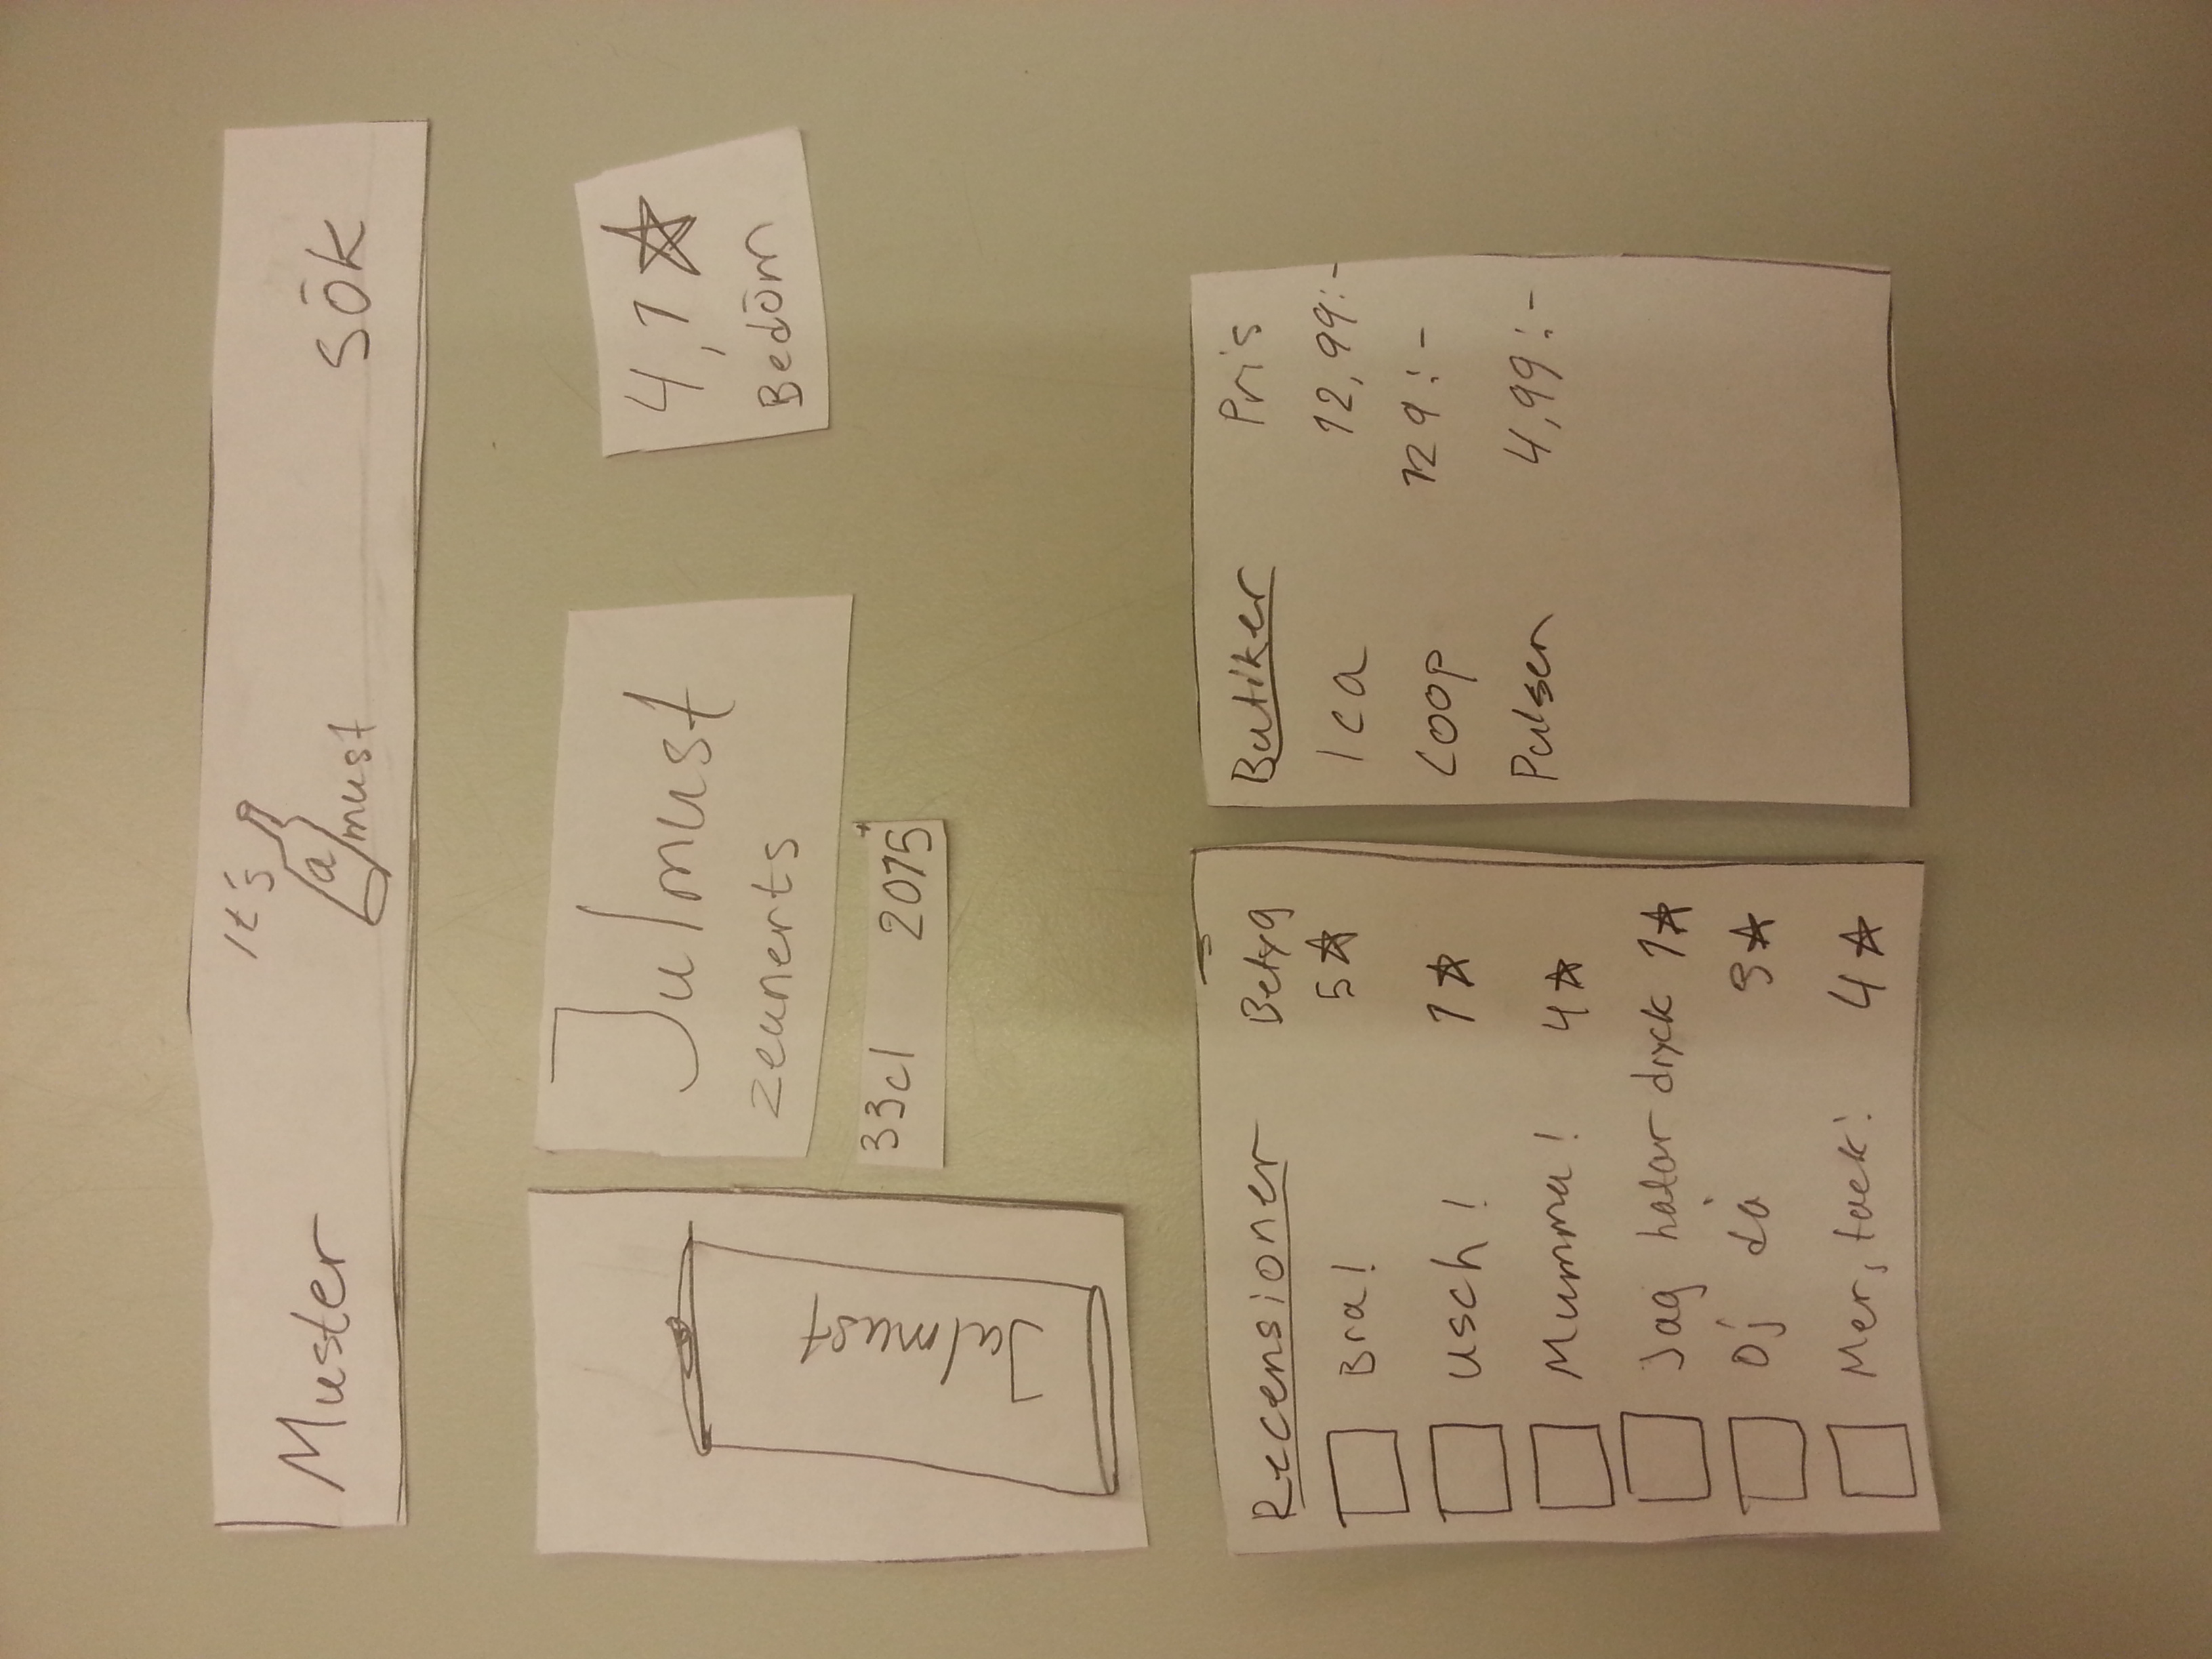 Muster
It's
a
must
SÖK
Julmust
Julmust
zeunerts
33cl 2015*
4,1☆
Bedöm
Recensioner Betyg
Bra! 5☆
usch! 1☆
Mumma! 4☆
Jag hatar dryck 1☆
Oj då 3☆
Mer, tack! 4☆
Butiker Pris
Ica 12,99:-
Coop 129:-
Pulsen 4,99:-